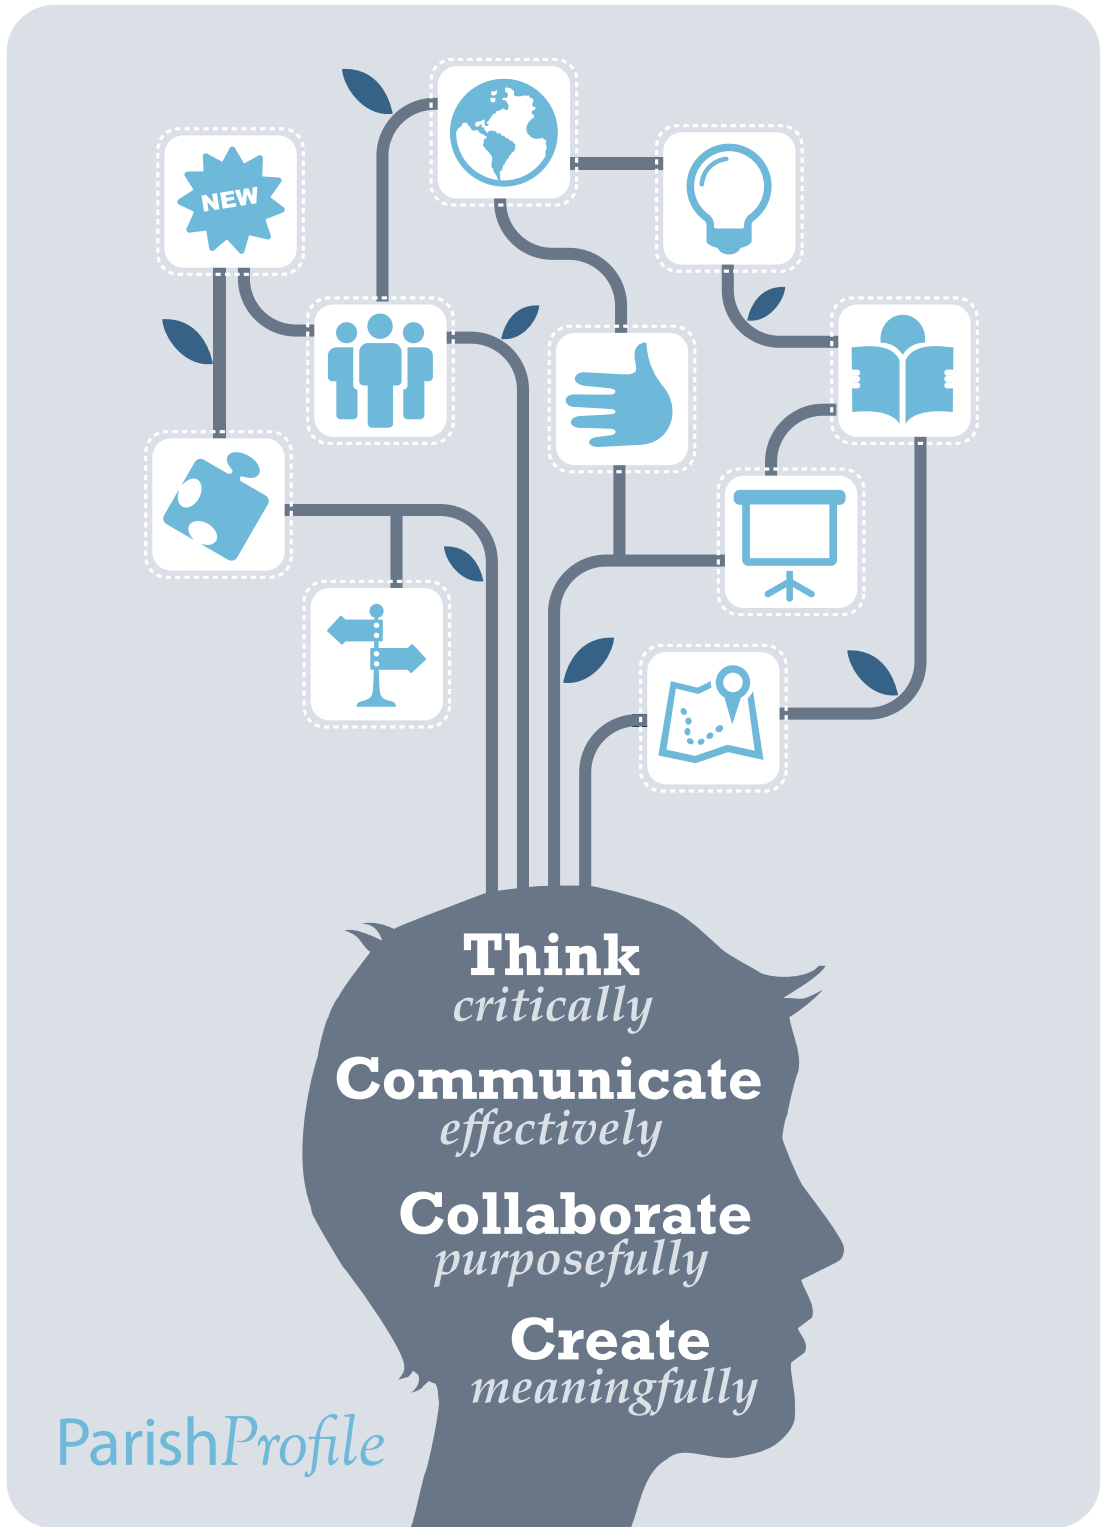 NEW
Think
critically
Communicate
effectively
Collaborate
purposefully
Create
meaningfully
ParishProfile